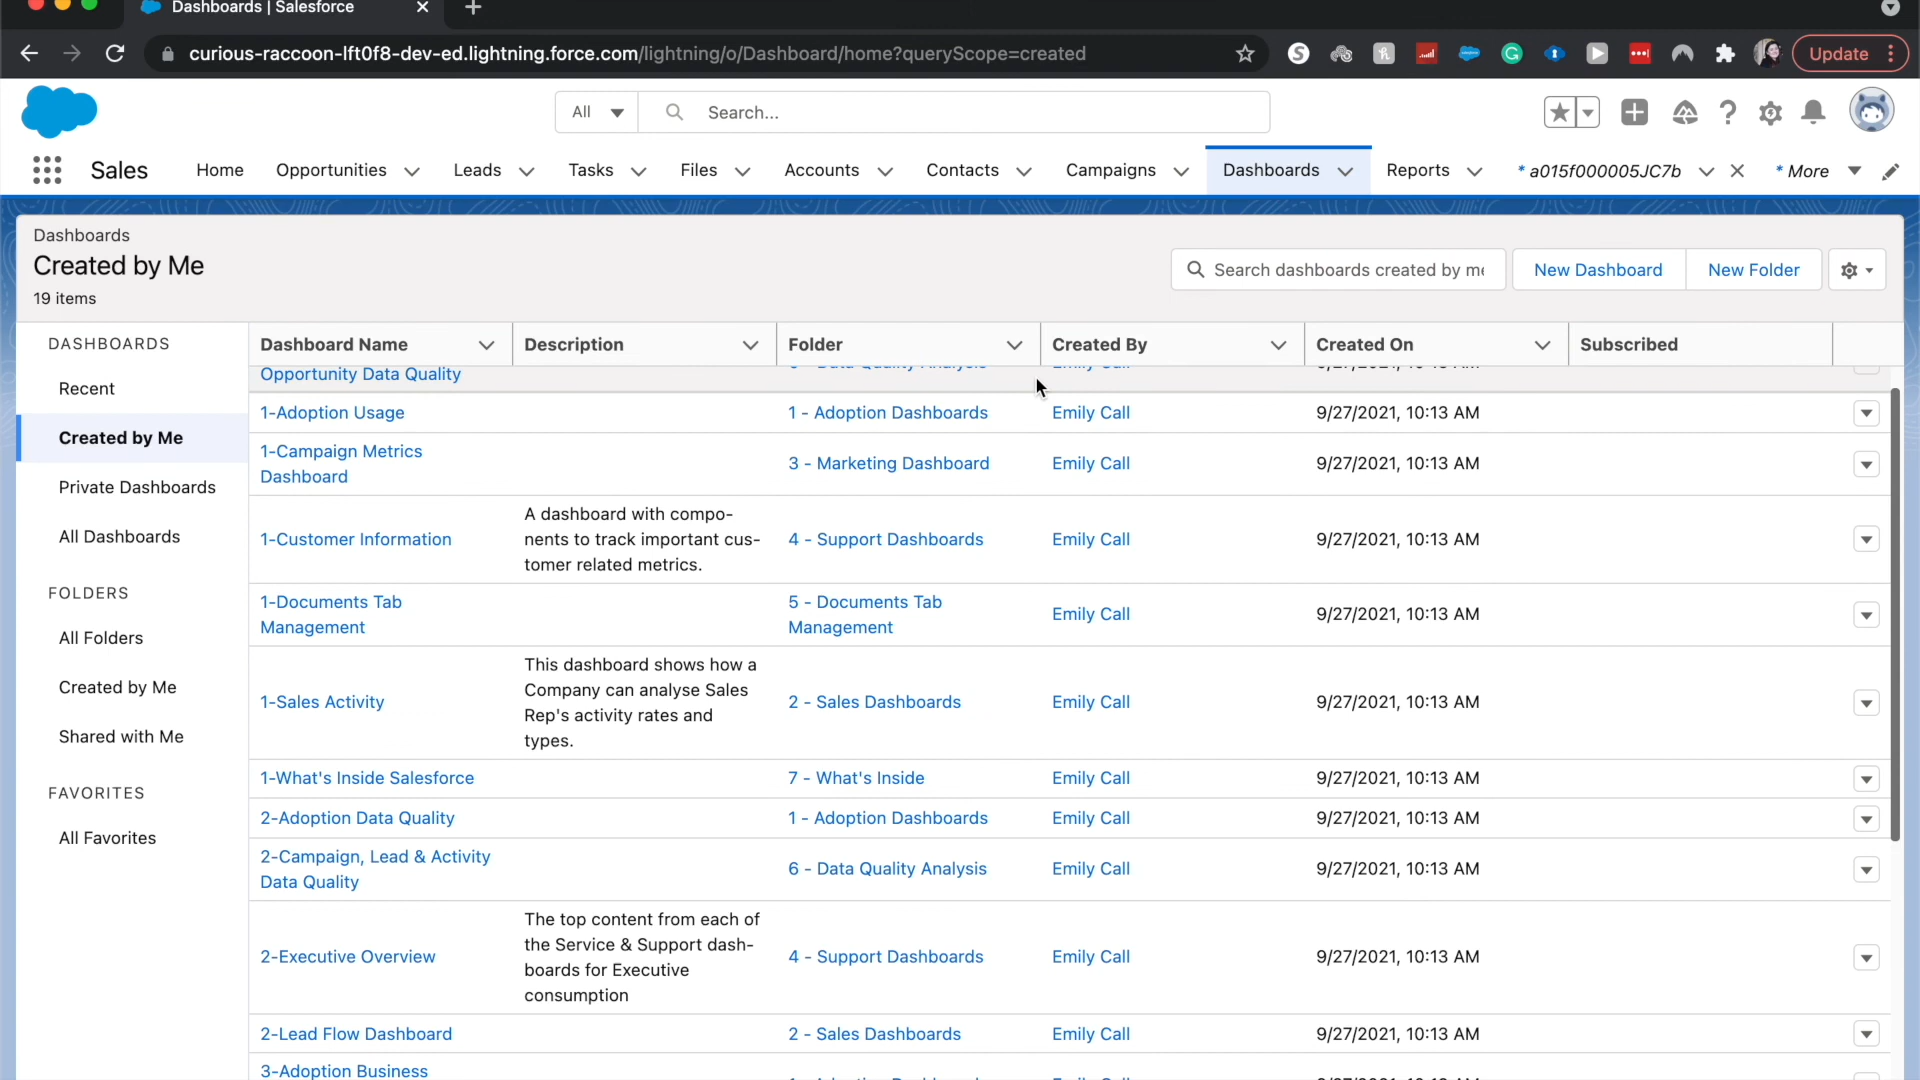 Dashboards | Salesforce
curious-raccoon-lft0f8-dev-ed.lightning.force.com/lightning/o/Dashboard/home?queryScope=created
Update
All
Search...
Sales
Home
Opportunities
Leads
Tasks
Files
Accounts
Contacts
Campaigns
Dashboards
Reports
* a015f000005JC7b
* More
Dashboards
Created by Me
19 items
Search dashboards created by me
New Dashboard
New Folder
DASHBOARDS
Recent
Created by Me
Private Dashboards
All Dashboards
FOLDERS
All Folders
Created by Me
Shared with Me
FAVORITES
All Favorites
Dashboard Name
Description
Folder
Created By
Created On
Subscribed
Opportunity Data Quality
1-Adoption Usage
1 - Adoption Dashboards
Emily Call
9/27/2021, 10:13 AM
1-Campaign Metrics
Dashboard
3 - Marketing Dashboard
Emily Call
9/27/2021, 10:13 AM
1-Customer Information
A dashboard with compo-
nents to track important cus-
tomer related metrics.
4 - Support Dashboards
Emily Call
9/27/2021, 10:13 AM
1-Documents Tab
Management
5 - Documents Tab
Management
Emily Call
9/27/2021, 10:13 AM
1-Sales Activity
This dashboard shows how a
Company can analyse Sales
Rep's activity rates and
types.
2 - Sales Dashboards
Emily Call
9/27/2021, 10:13 AM
1-What's Inside Salesforce
7 - What's Inside
Emily Call
9/27/2021, 10:13 AM
2-Adoption Data Quality
1 - Adoption Dashboards
Emily Call
9/27/2021, 10:13 AM
2-Campaign, Lead & Activity
Data Quality
6 - Data Quality Analysis
Emily Call
9/27/2021, 10:13 AM
2-Executive Overview
The top content from each of
the Service & Support dash-
boards for Executive
consumption
4 - Support Dashboards
Emily Call
9/27/2021, 10:13 AM
2-Lead Flow Dashboard
2 - Sales Dashboards
Emily Call
9/27/2021, 10:13 AM
3-Adoption Business